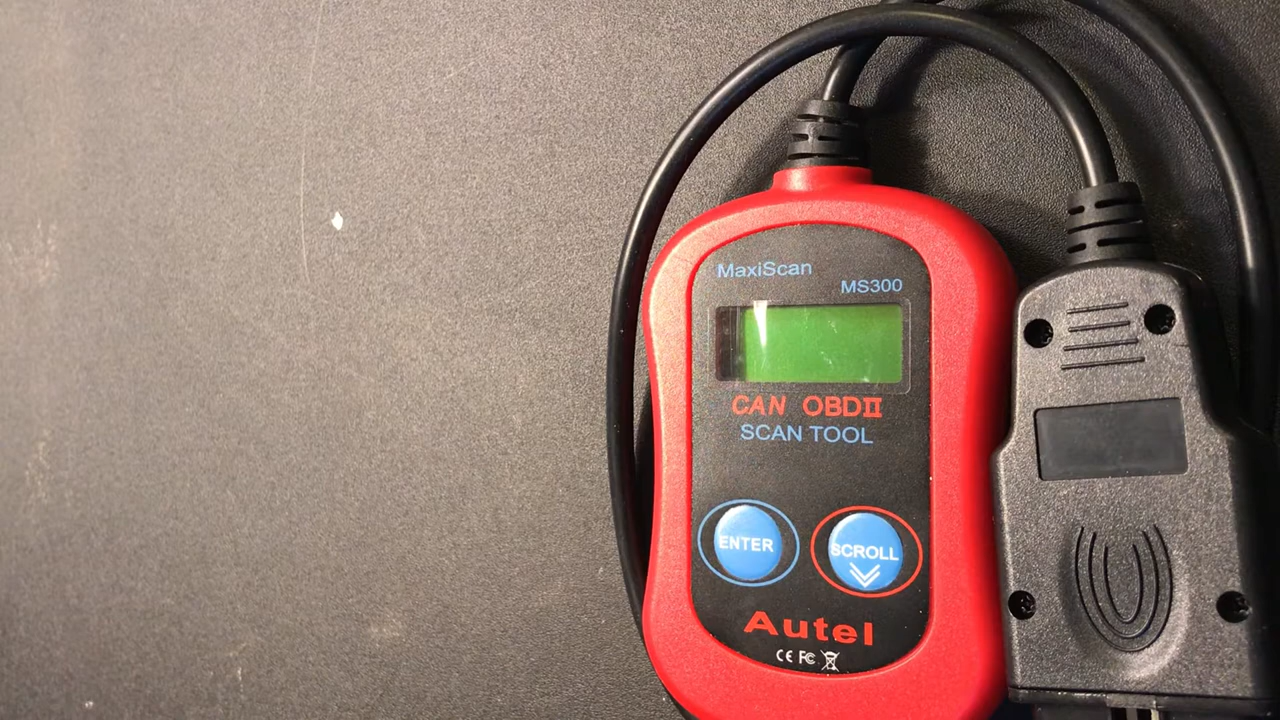 MaxiScan
MS300
CAN OBDII
SCAN TOOL
ENTER
SCROLL
Autel
CE FC